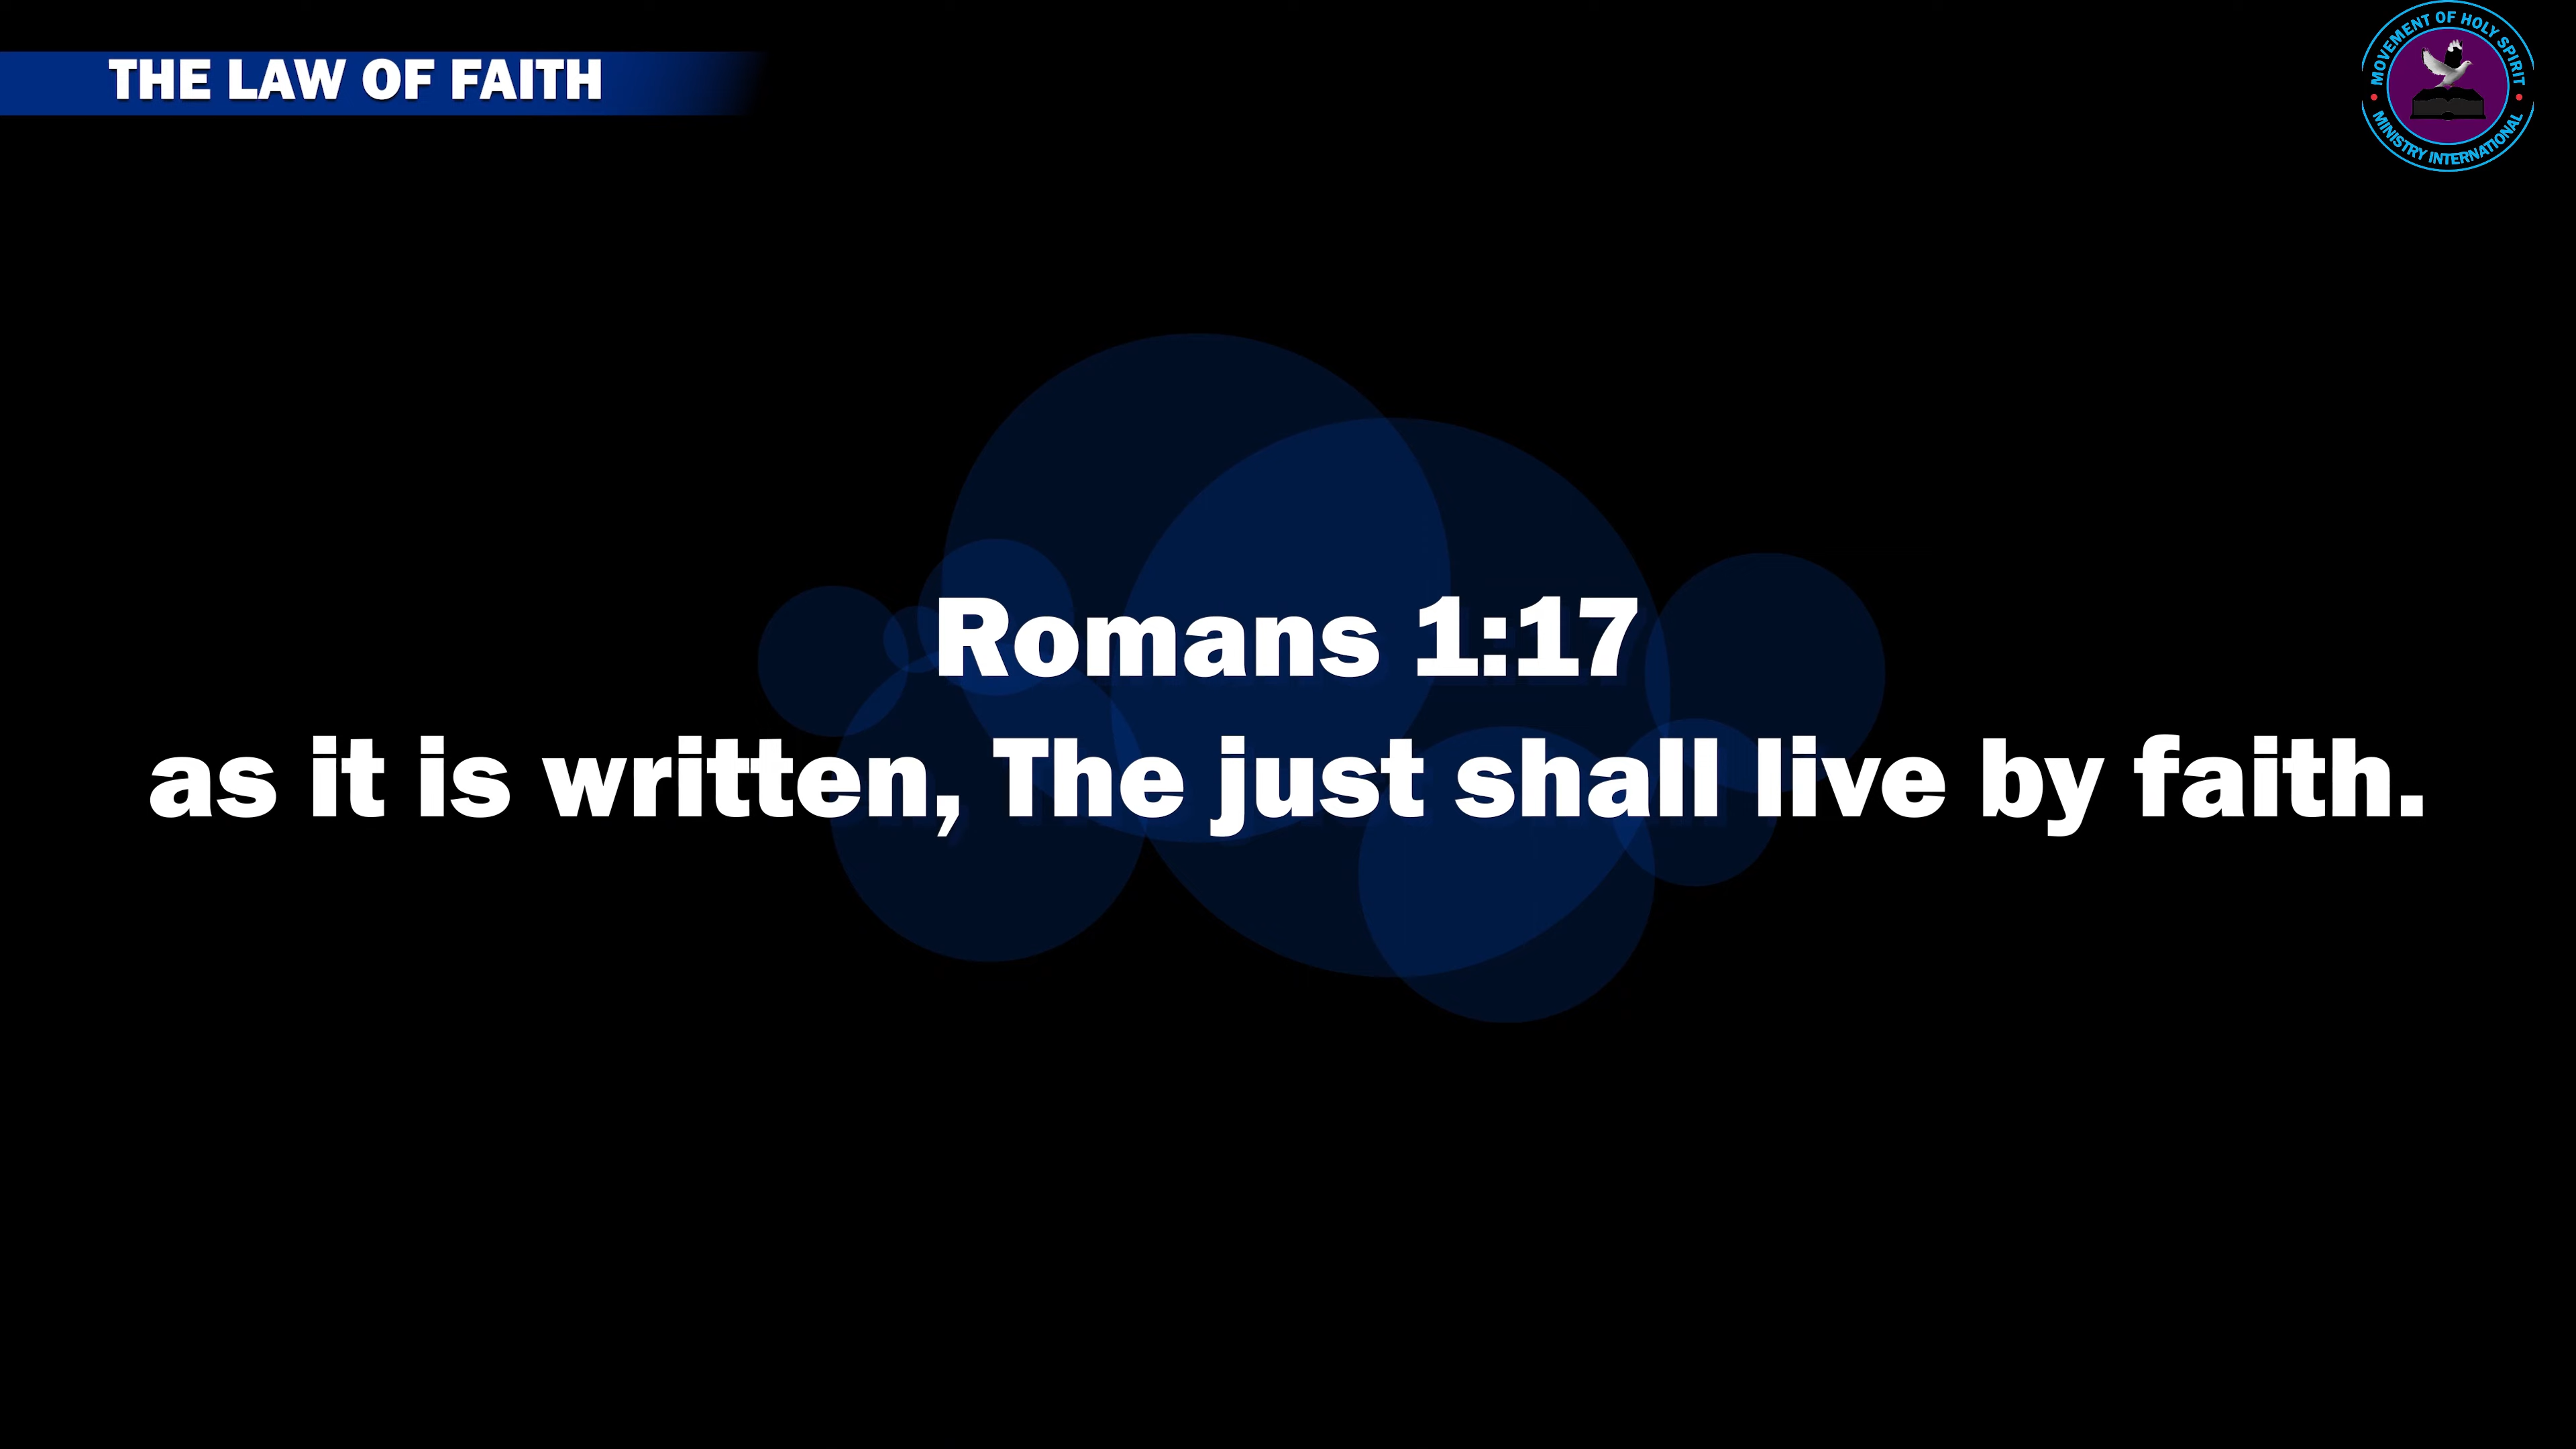 THE LAW OF FAITH
MOVEMENT OF HOLY SPIRIT
MINISTRY INTERNATIONAL
Romans 1:17
as it is written, The just shall live by faith.